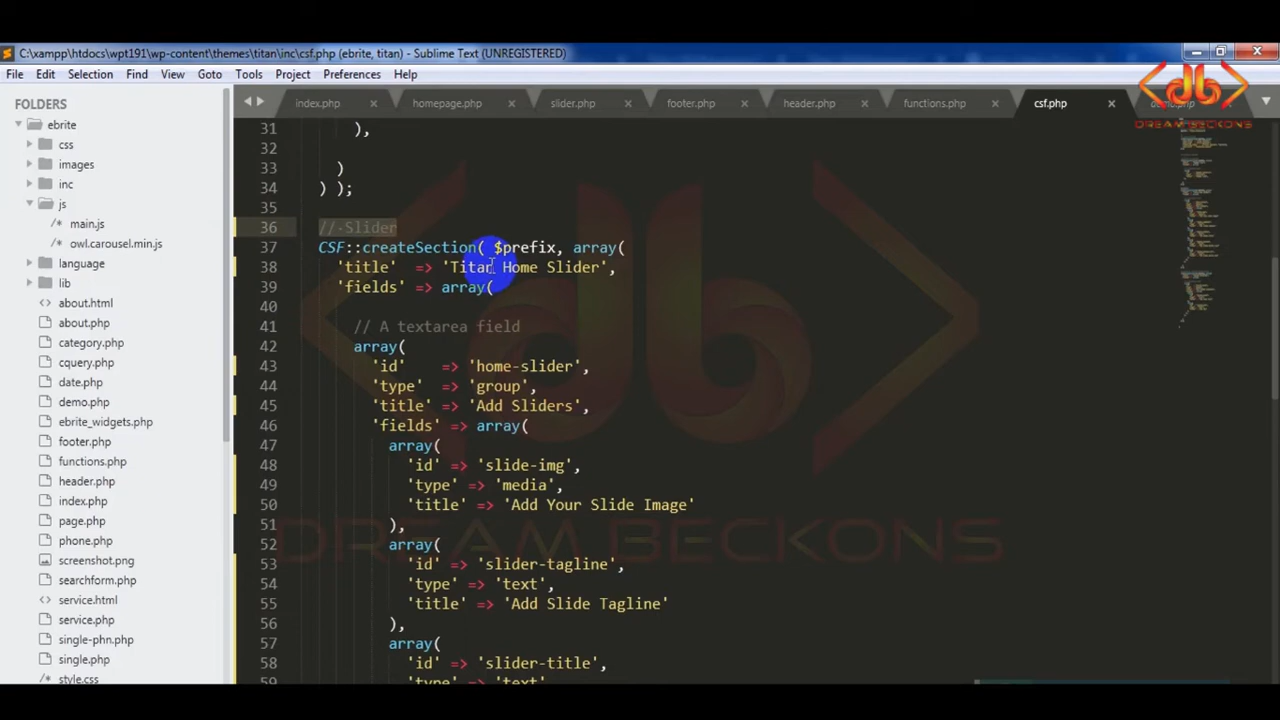 C:\xampp\htdocs\wpt191\wp-content\themes\titan\inc\csf.php (ebrite, titan) - Sublime Text (UNREGISTERED)
File Edit Selection Find View Goto Tools Project Preferences Help
FOLDERS
ebrite
css
images
inc
js
main.js
owl.carousel.min.js
language
lib
about.html
about.php
category.php
cquery.php
date.php
demo.php
ebrite_widgets.php
footer.php
functions.php
header.php
index.php
page.php
phone.php
screenshot.png
searchform.php
service.html
service.php
single-phn.php
single.php
style.css
index.php homepage.php slider.php footer.php header.php functions.php csf.php demo.php
db
DREAM BECKONS
31 ),
32
33 )
34 ) );
35
36 // Slider
37 CSF::createSection( $prefix, array(
38 'title' => 'Titan Home Slider',
39 'fields' => array(
40
41 // A textarea field
42 array(
43 'id' => 'home-slider',
44 'type' => 'group',
45 'title' => 'Add Sliders',
46 'fields' => array(
47 array(
48 'id' => 'slide-img',
49 'type' => 'media',
50 'title' => 'Add Your Slide Image'
51 ),
52 array(
53 'id' => 'slider-tagline',
54 'type' => 'text',
55 'title' => 'Add Slide Tagline'
56 ),
57 array(
58 'id' => 'slider-title',
59 'type' => 'text',
db
DREAM BECKONS